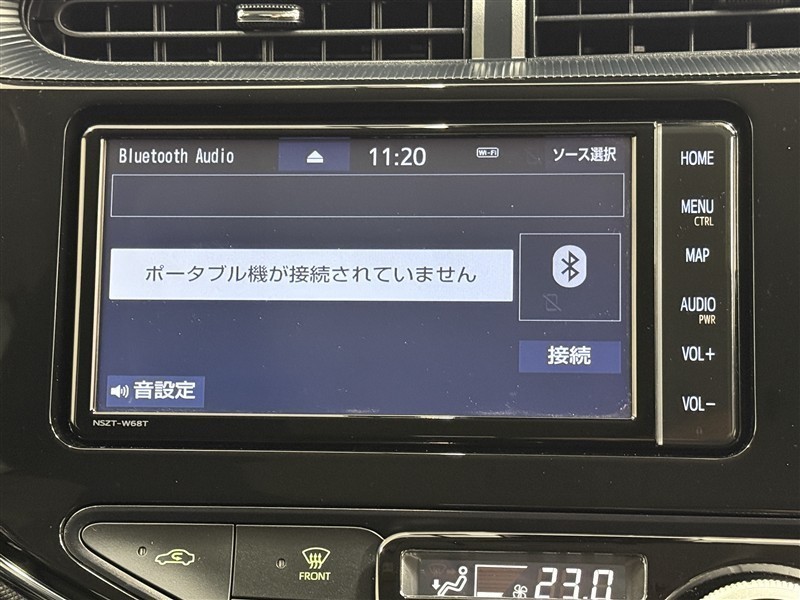 Bluetooth Audio
11:20
Wi-Fi
ソース選択
ポータブル機が接続されていません
接続
音設定
NSZT-W68T
HOME
MENU
CTRL
MAP
AUDIO
PWR
VOL+
VOL-
FRONT
23.0